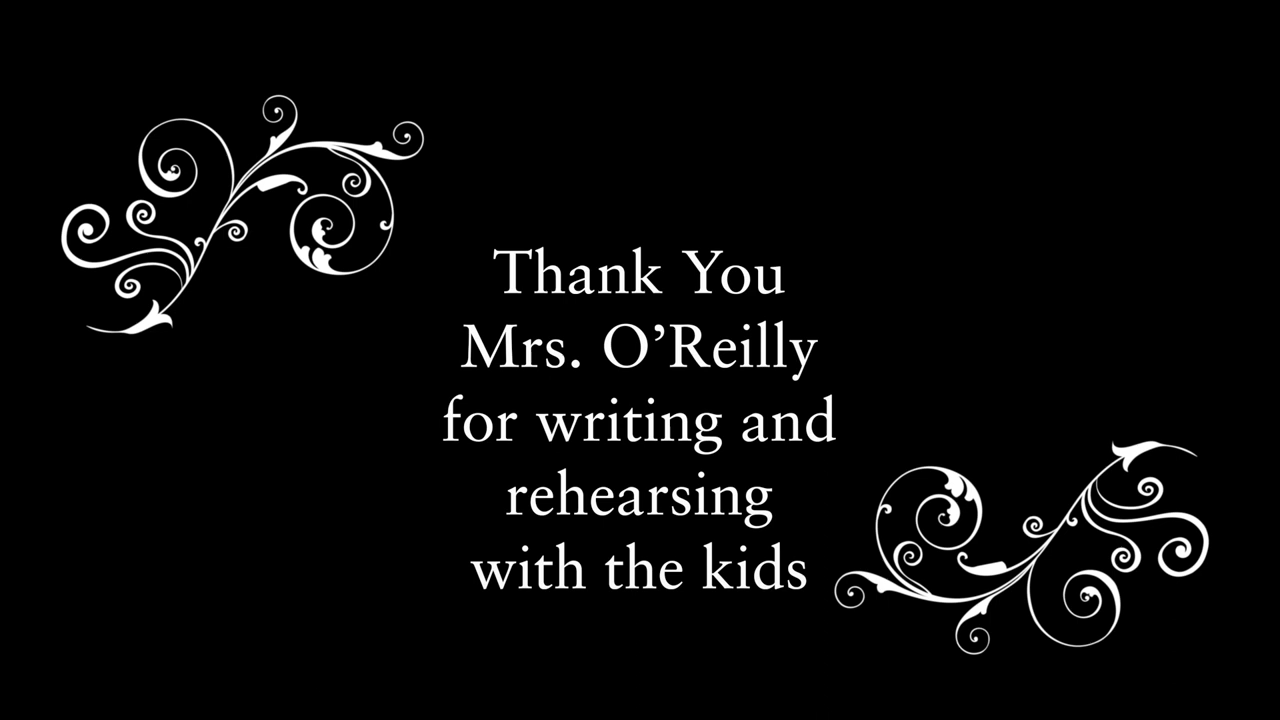 Thank You
Mrs. O’Reilly
for writing and
rehearsing
with the kids